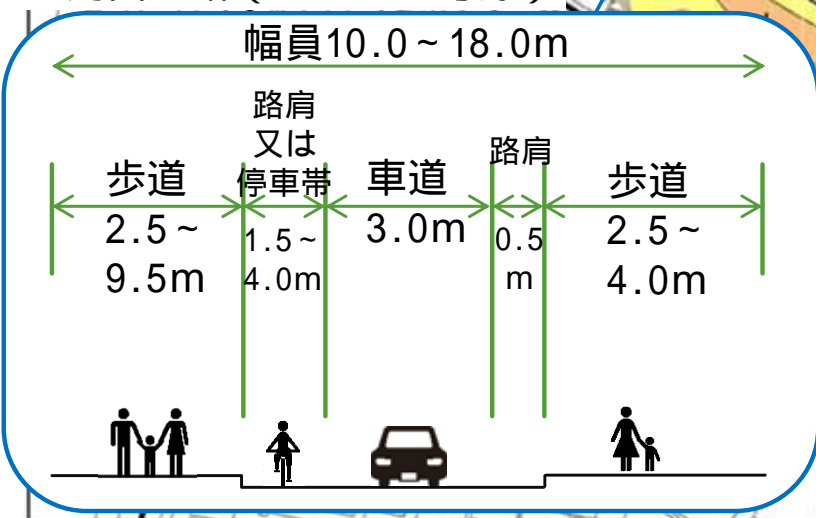 幅員10.0～18.0m
歩道
2.5～
9.5m
路肩
又は
停車帯
1.5～
4.0m
車道
3.0m
路肩
0.5
m
歩道
2.5～
4.0m